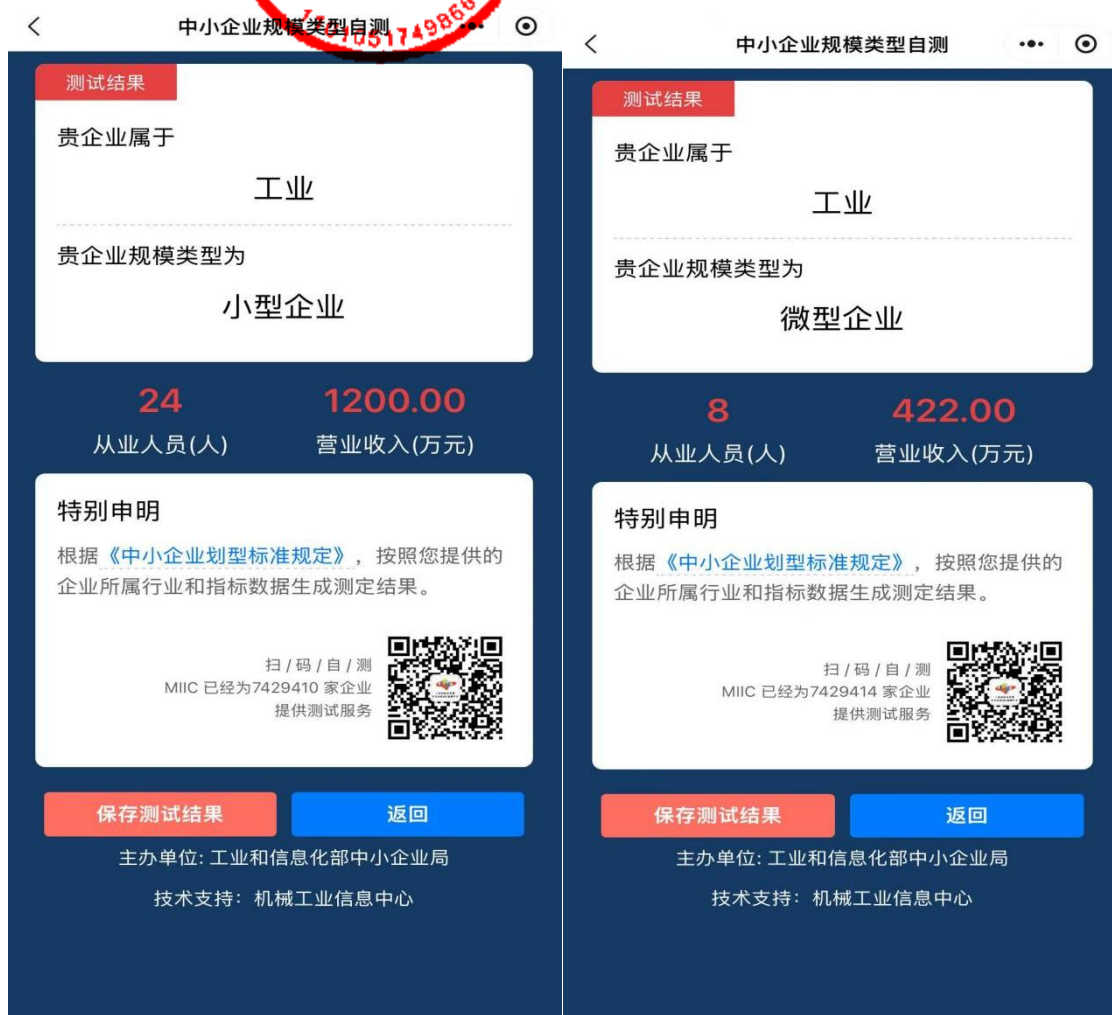 中小企业规模类型自测
测试结果
贵企业属于
工业
贵企业规模类型为
小型企业
24
1200.00
从业人员(人)
营业收入(万元)
特别申明
根据《中小企业划型标准规定》,按照您提供的
企业所属行业和指标数据生成测定结果。
扫/码/自/测
MIIC 已经为7429410 家企业
提供测试服务
保存测试结果
返回
主办单位: 工业和信息化部中小企业局
技术支持: 机械工业信息中心
中小企业规模类型自测
测试结果
贵企业属于
工业
贵企业规模类型为
微型企业
8
422.00
从业人员(人)
营业收入(万元)
特别申明
根据《中小企业划型标准规定》,按照您提供的
企业所属行业和指标数据生成测定结果。
扫/码/自/测
MIIC 已经为7429414 家企业
提供测试服务
保存测试结果
返回
主办单位: 工业和信息化部中小企业局
技术支持: 机械工业信息中心